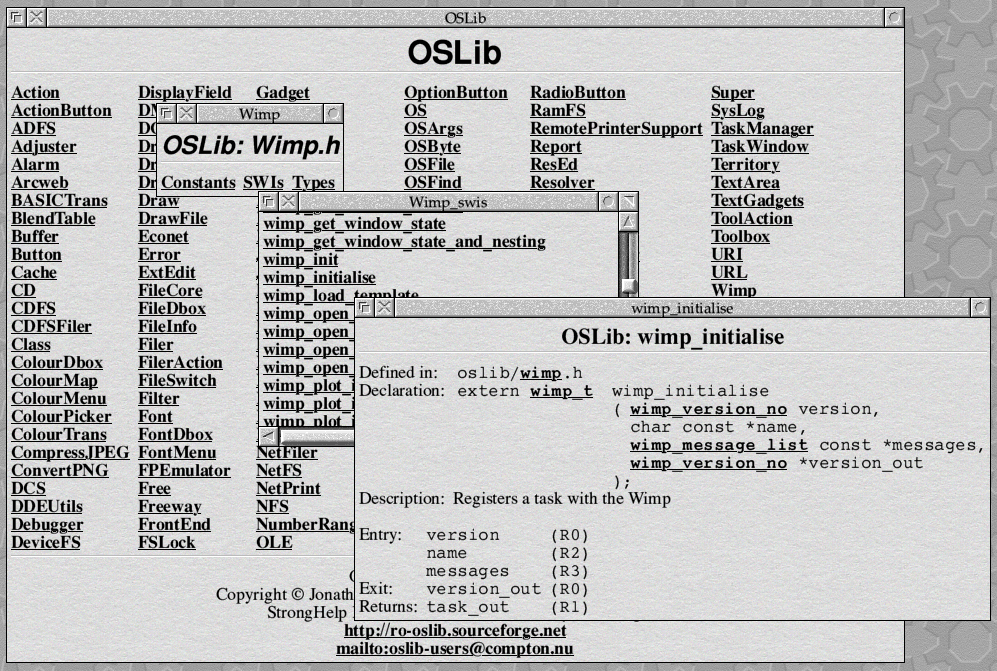 OSLib
OSLib
Action DisplayField Gadget OptionButton RadioButton Super
ActionButton OS RamFS SysLog
ADFS OSArgs RemotePrinterSupport TaskManager
Adjuster OSByte Report TaskWindow
Alarm OSFile ResEd Territory
Arcweb OSFind Resolver TextArea
BASICTrans Draw TextGadgets
BlendTable DrawFile ToolAction
Buffer Econet Toolbox
Button Error URI
Cache ExtEdit URL
CD FileCore Wimp
CDFS FileDbox
CDFSFiler FileInfo
Class Filer
ColourDbox FilerAction
ColourMap FileSwitch
ColourMenu Filter
ColourPicker Font
ColourTrans FontDbox
CompressJPEG FontMenu NetFiler
ConvertPNG FPEmulator NetFS
DCS Free NetPrint
DDEUtils Freeway NFS
Debugger FrontEnd NumberRang
DeviceFS FSLock OLE
Copyright © Jonath
StrongHelp
http://ro-oslib.sourceforge.net
mailto:oslib-users@compton.nu
Wimp
OSLib: Wimp.h
Constants SWIs Types
Wimp_swis
wimp_get_window_state
wimp_get_window_state_and_nesting
wimp_init
wimp_initialise
wimp_load_template
wimp_open_
wimp_open_
wimp_open_
wimp_open_
wimp_plot_i
wimp_plot_i
wimp_plot_i
wimp_initialise
OSLib: wimp_initialise
Defined in: oslib/wimp.h
Declaration: extern wimp_t wimp_initialise
( wimp_version_no version,
char const *name,
wimp_message_list const *messages,
wimp_version_no *version_out
);
Description: Registers a task with the Wimp
Entry: version (R0)
name (R2)
messages (R3)
Exit: version_out (R0)
Returns: task_out (R1)